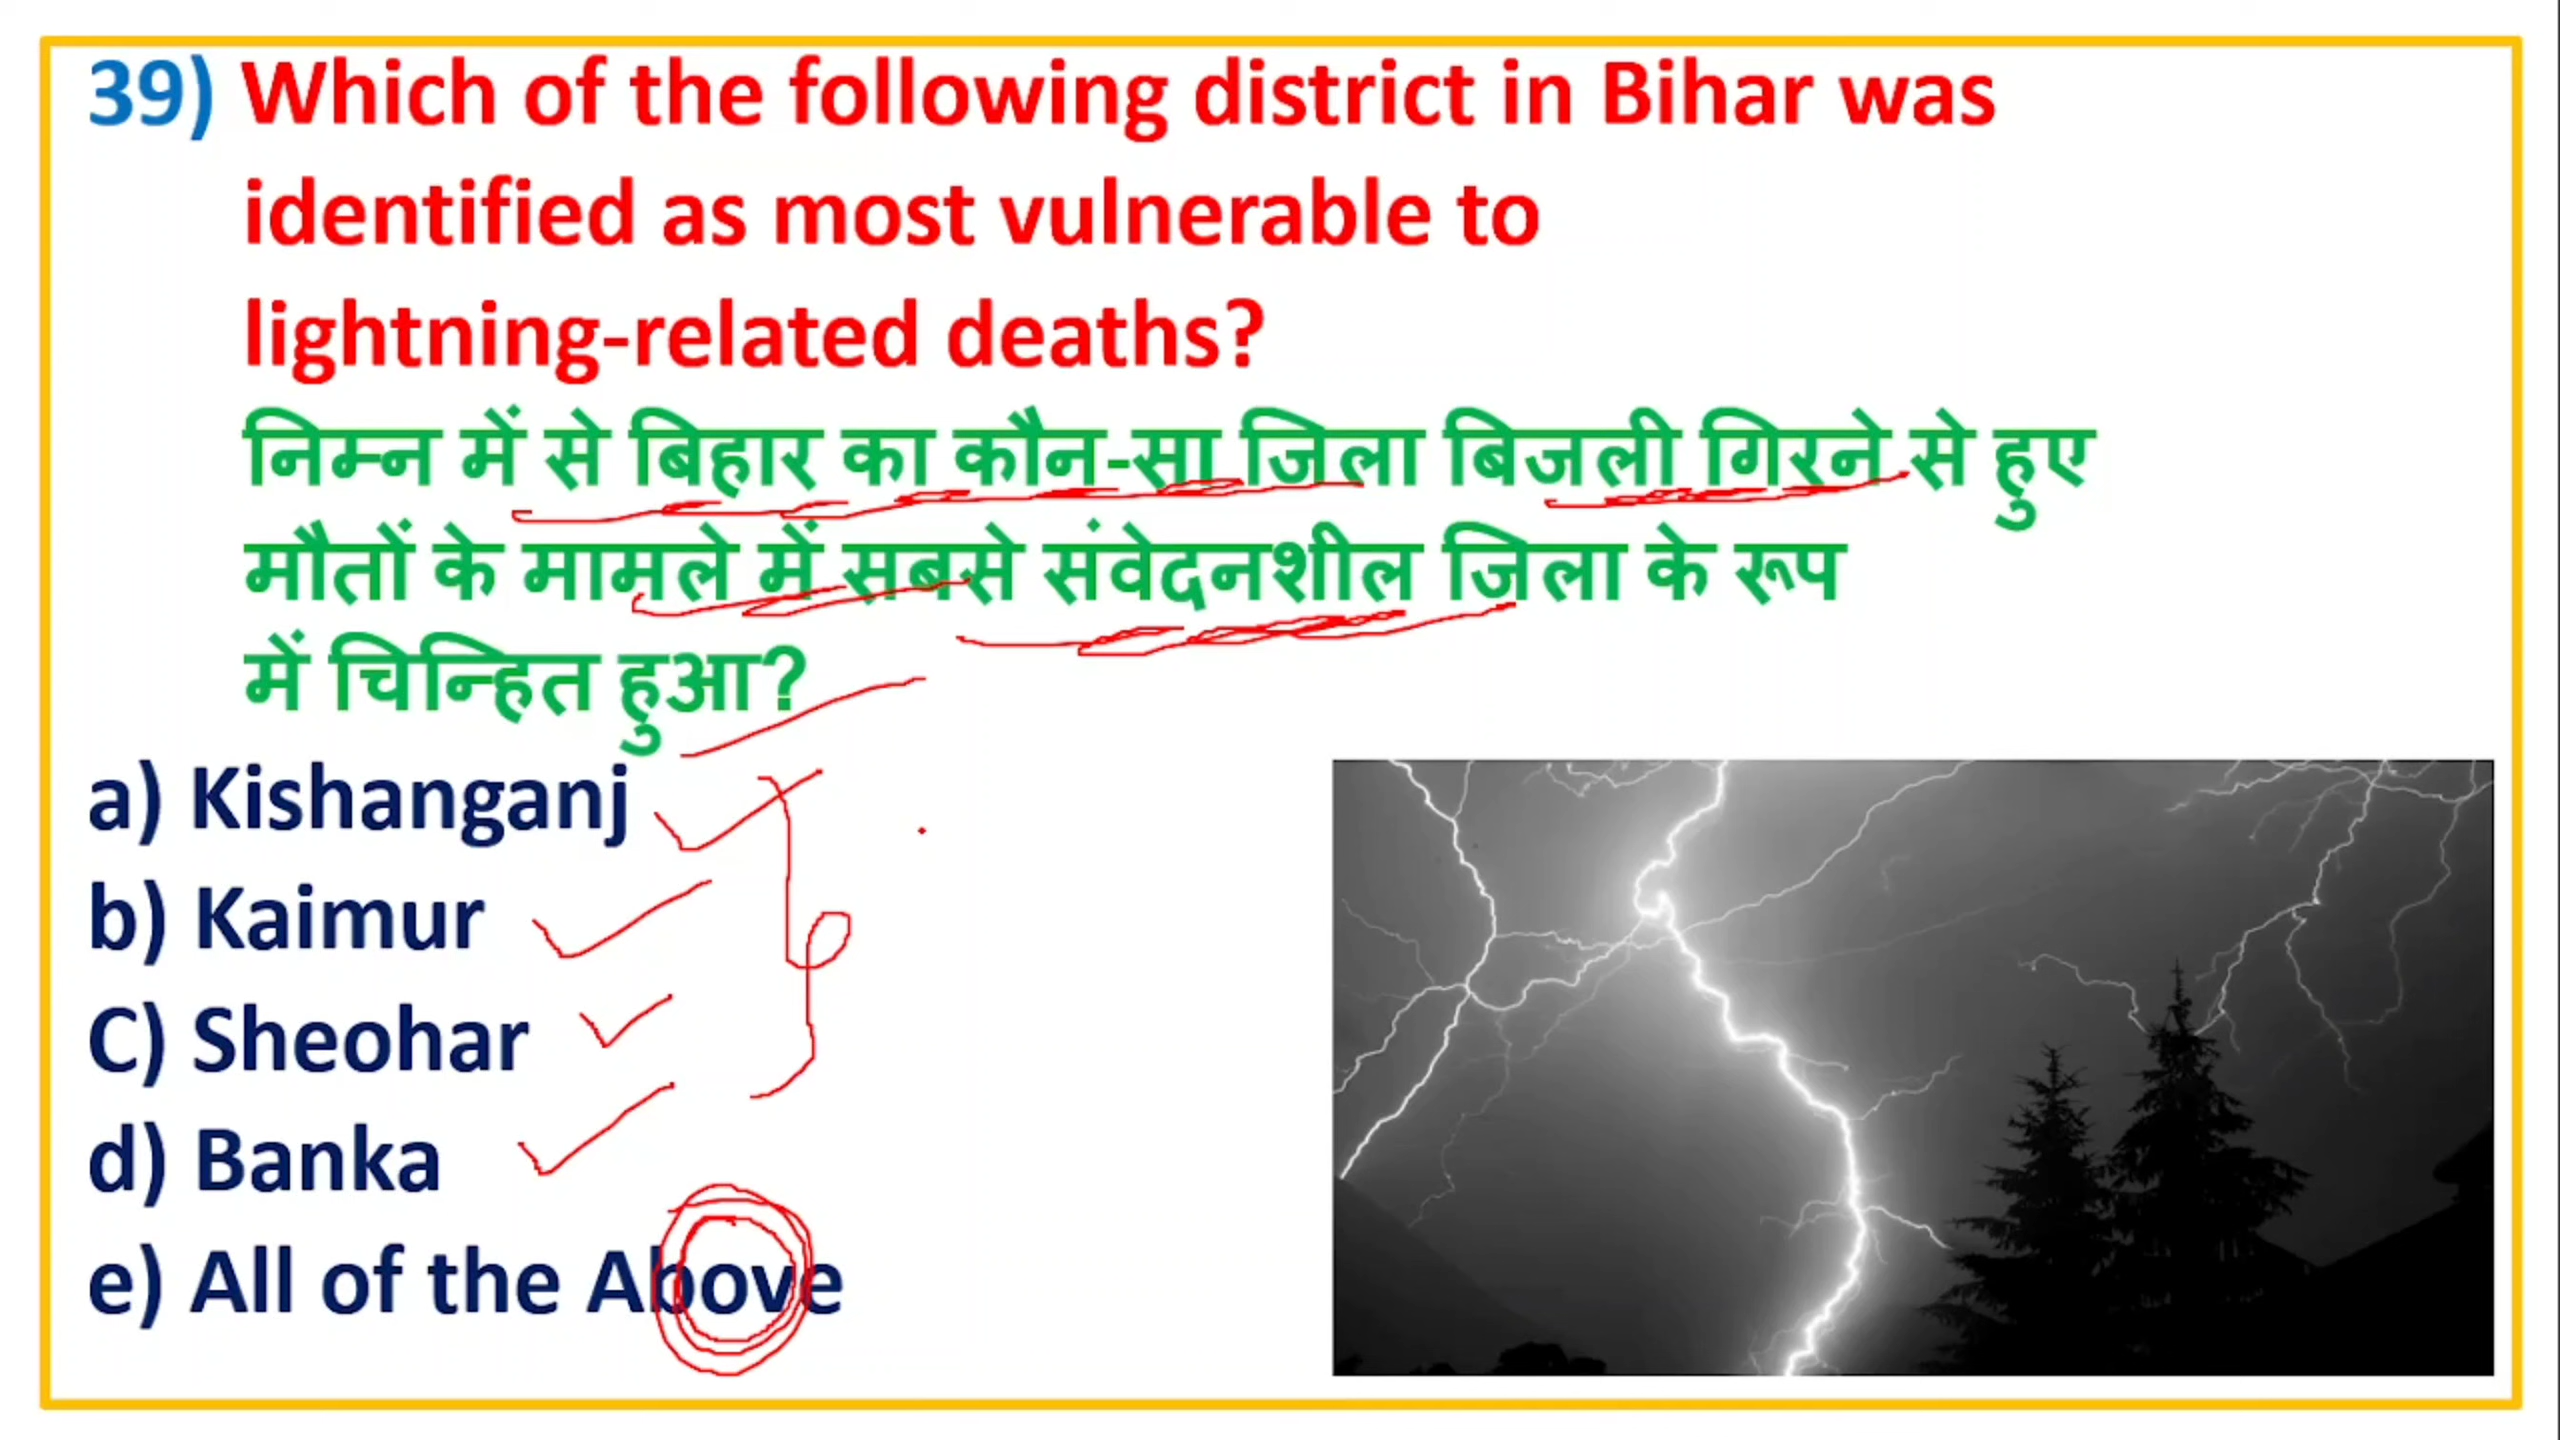 39) Which of the following district in Bihar was
identified as most vulnerable to
lightning-related deaths?
निम्न में से बिहार का कौन-सा जिला बिजली गिरने से हुए
मौतों के मामले में सबसे संवेदनशील जिला के रूप
में चिन्हित हुआ?
a) Kishanganj
b) Kaimur
C) Sheohar
d) Banka
e) All of the Above